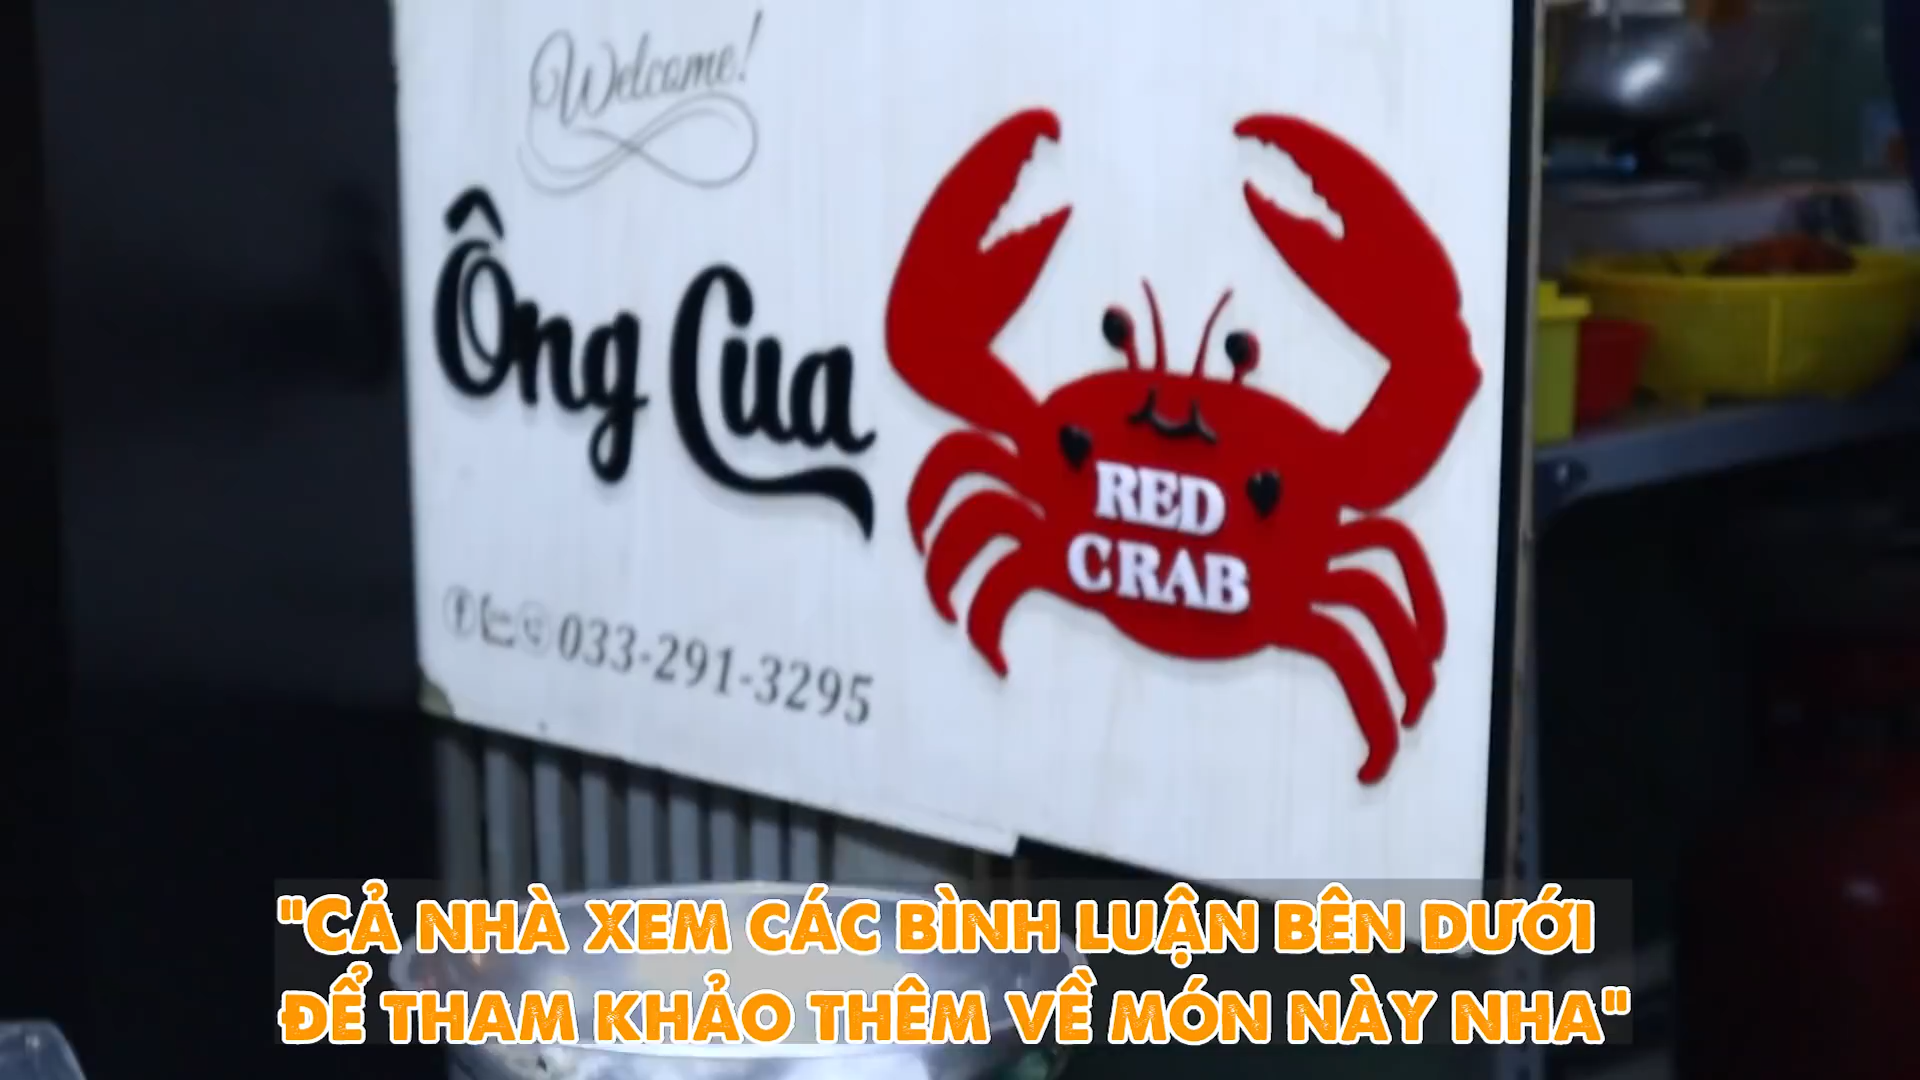 Welcome!
Ông Cua
RED
CRAB
033-291-3295
"CẢ NHÀ XEM CÁC BÌNH LUẬN BÊN DƯỚI
ĐỂ THAM KHẢO THÊM VỀ MÓN NÀY NHA"